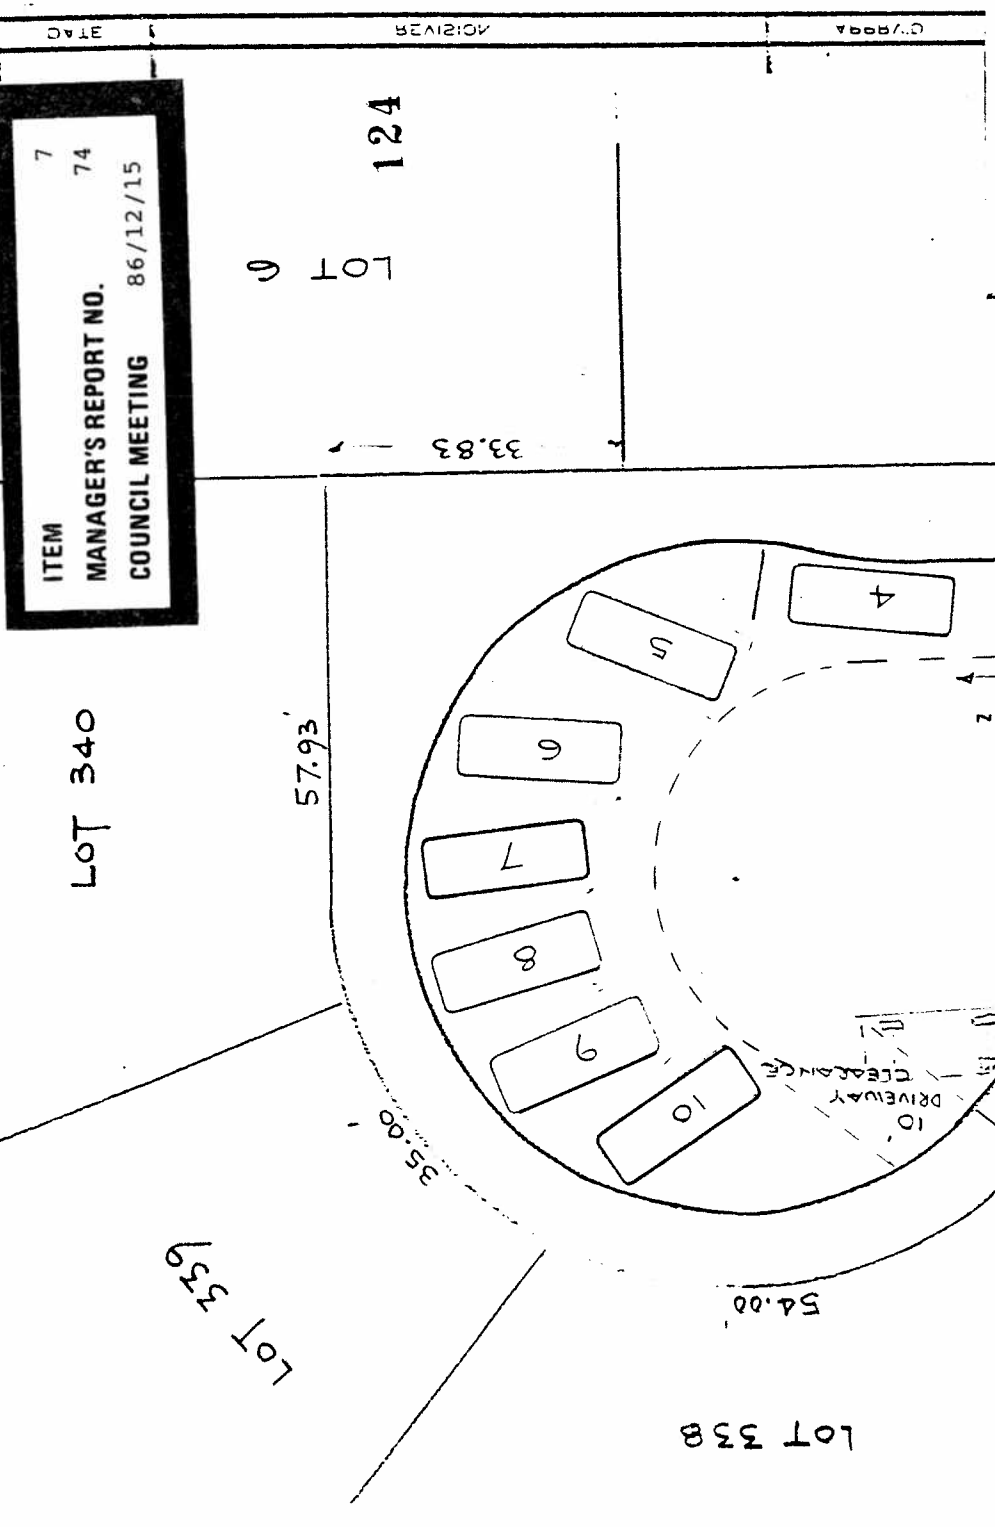 DATE
REVISION
ITEM 7
MANAGER'S REPORT NO. 74
COUNCIL MEETING 86/12/15
124
LOT 6
33.83
LOT 340
57.93'
4
5
6
7
8
9
10
10'
DRIVEWAY
CLEARANCE
35.00'
LOT 339
54.00'
LOT 338